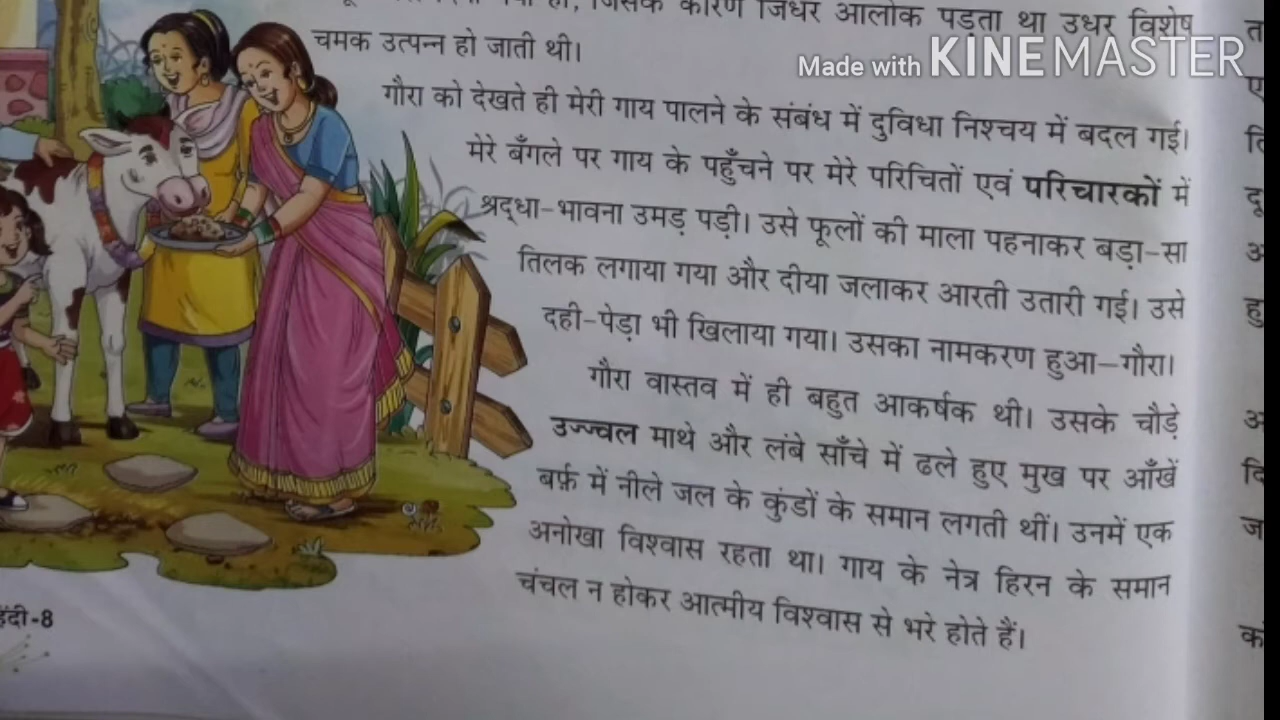 कारण जिधर आलोक पड़ता था उधर विशेष
चमक उत्पन्न हो जाती थी।
Made with KINEMASTER
गौरा को देखते ही मेरी गाय पालने के संबंध में दुविधा निश्चय में बदल गई।
मेरे बँगले पर गाय के पहुँचने पर मेरे परिचितों एवं परिचारकों में
श्रद्धा-भावना उमड़ पड़ी। उसे फूलों की माला पहनाकर बड़ा-सा
तिलक लगाया गया और दीया जलाकर आरती उतारी गई। उसे
दही-पेड़ा भी खिलाया गया। उसका नामकरण हुआ—गौरा।
गौरा वास्तव में ही बहुत आकर्षक थी। उसके चौड़े
उज्ज्वल माथे और लंबे साँचे में ढले हुए मुख पर आँखें
बर्फ़ में नीले जल के कुंडों के समान लगती थीं। उनमें एक
अनोखा विश्वास रहता था। गाय के नेत्र हिरन के समान
चंचल न होकर आत्मीय विश्वास से भरे होते हैं।
हिंदी-8